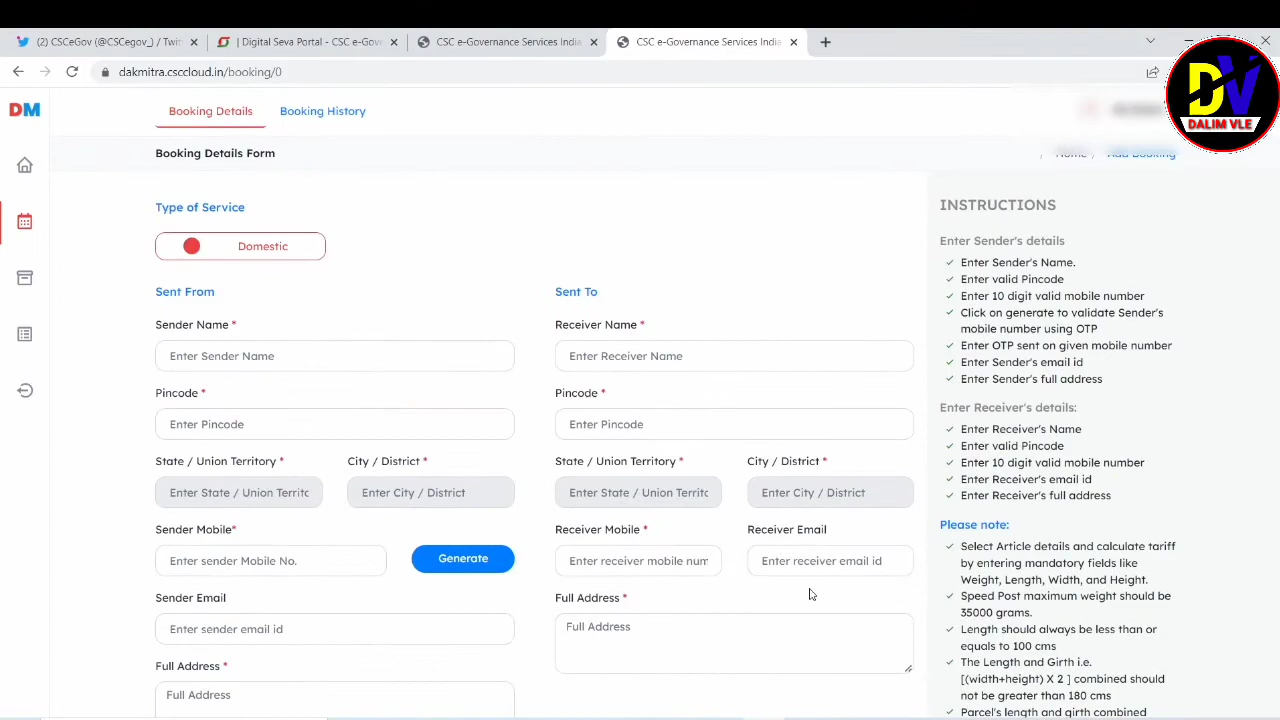 (2) CSCeGov (@CSCegov_) / Twit
| Digital Seva Portal - CSC e-Gove
CSC e-Governance Services India
CSC e-Governance Services India
dakmitra.csccloud.in/booking/0
DV
DALIM VLE
DM
Booking Details
Booking History
Booking Details Form
/ Home / Add Booking
Type of Service
Domestic
Sent From
Sender Name *
Enter Sender Name
Pincode *
Enter Pincode
State / Union Territory *
City / District *
Enter State / Union Territc
Enter City / District
Sender Mobile*
Enter sender Mobile No.
Generate
Sender Email
Enter sender email id
Full Address *
Full Address
Sent To
Receiver Name *
Enter Receiver Name
Pincode *
Enter Pincode
State / Union Territory *
City / District *
Enter State / Union Territc
Enter City / District
Receiver Mobile *
Receiver Email
Enter receiver mobile num
Enter receiver email id
Full Address *
Full Address
INSTRUCTIONS
Enter Sender's details
Enter Sender's Name.
Enter valid Pincode
Enter 10 digit valid mobile number
Click on generate to validate Sender's
mobile number using OTP
Enter OTP sent on given mobile number
Enter Sender's email id
Enter Sender's full address
Enter Receiver's details:
Enter Receiver's Name
Enter valid Pincode
Enter 10 digit valid mobile number
Enter Receiver's email id
Enter Receiver's full address
Please note:
Select Article details and calculate tariff
by entering mandatory fields like
Weight, Length, Width, and Height.
Speed Post maximum weight should be
35000 grams.
Length should always be less than or
equals to 100 cms
The Length and Girth i.e.
[(width+height) X 2 ] combined should
not be greater than 180 cms
Parcel's length and girth combined